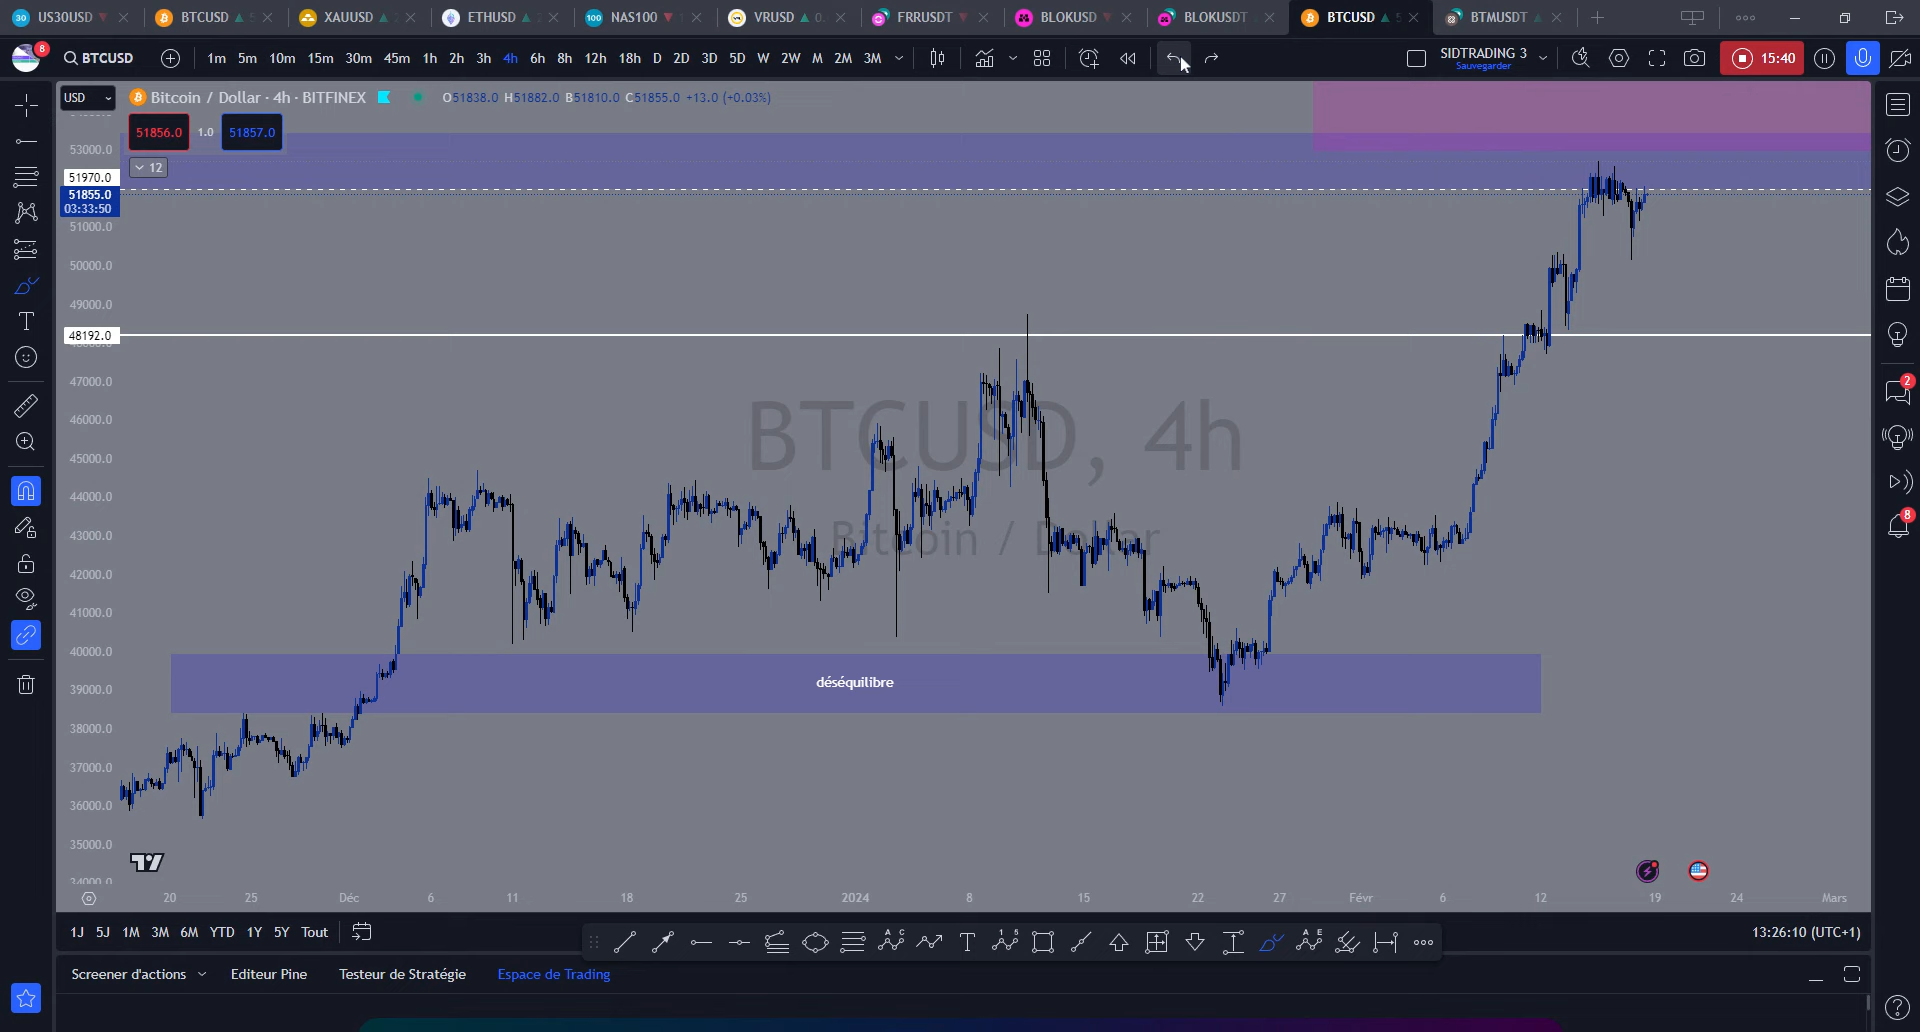 US30USD
BTCUSD
XAUUSD
ETHUSD
NAS100
VRUSD
FRRUSDT
BLOKUSD
BLOKUSDT
BTCUSD
BTMUSDT
8
BTCUSD
1m 5m 10m 15m 30m 45m 1h 2h 3h 4h 6h 8h 12h 18h D 2D 3D 5D W 2W M 2M 3M
SIDTRADING 3
Sauvegarder
15:40
USD
Bitcoin / Dollar · 4h · BITFINEX
O51838.0 H51882.0 B51810.0 C51855.0 +13.0 (+0.03%)
51856.0
1.0
51857.0
12
53000.0
51970.0
51855.0
03:33:50
51000.0
50000.0
49000.0
48192.0
47000.0
46000.0
45000.0
44000.0
43000.0
42000.0
41000.0
40000.0
39000.0
38000.0
37000.0
36000.0
35000.0
34000.0
BTCUSD, 4h
Bitcoin / Dollar
déséquilibre
2
8
20 25 Déc 6 11 18 25 2024 8 15 22 27 Févr 6 12 19 24 Mars
1J 5J 1M 3M 6M YTD 1Y 5Y Tout
13:26:10 (UTC+1)
Screener d'actions
Editeur Pine
Testeur de Stratégie
Espace de Trading